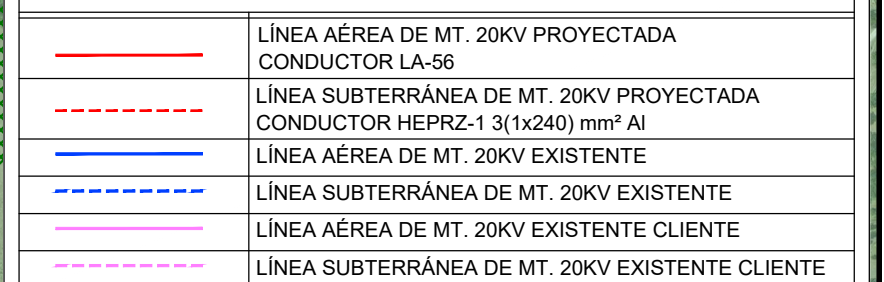 LÍNEA AÉREA DE MT. 20KV PROYECTADA
CONDUCTOR LA-56
LÍNEA SUBTERRÁNEA DE MT. 20KV PROYECTADA
CONDUCTOR HEPRZ-1 3(1x240) mm² Al
LÍNEA AÉREA DE MT. 20KV EXISTENTE
LÍNEA SUBTERRÁNEA DE MT. 20KV EXISTENTE
LÍNEA AÉREA DE MT. 20KV EXISTENTE CLIENTE
LÍNEA SUBTERRÁNEA DE MT. 20KV EXISTENTE CLIENTE